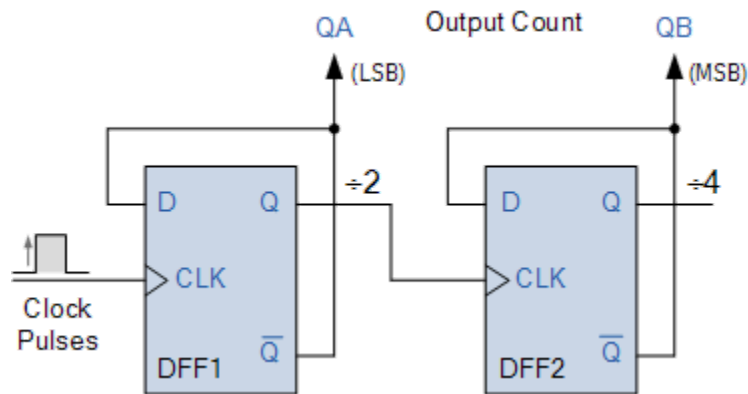 QA
Output Count
QB
(LSB)
(MSB)
D
Q
÷2
D
Q
÷4
CLK
CLK
Clock
Pulses
Q̅
Q̅
DFF1
DFF2